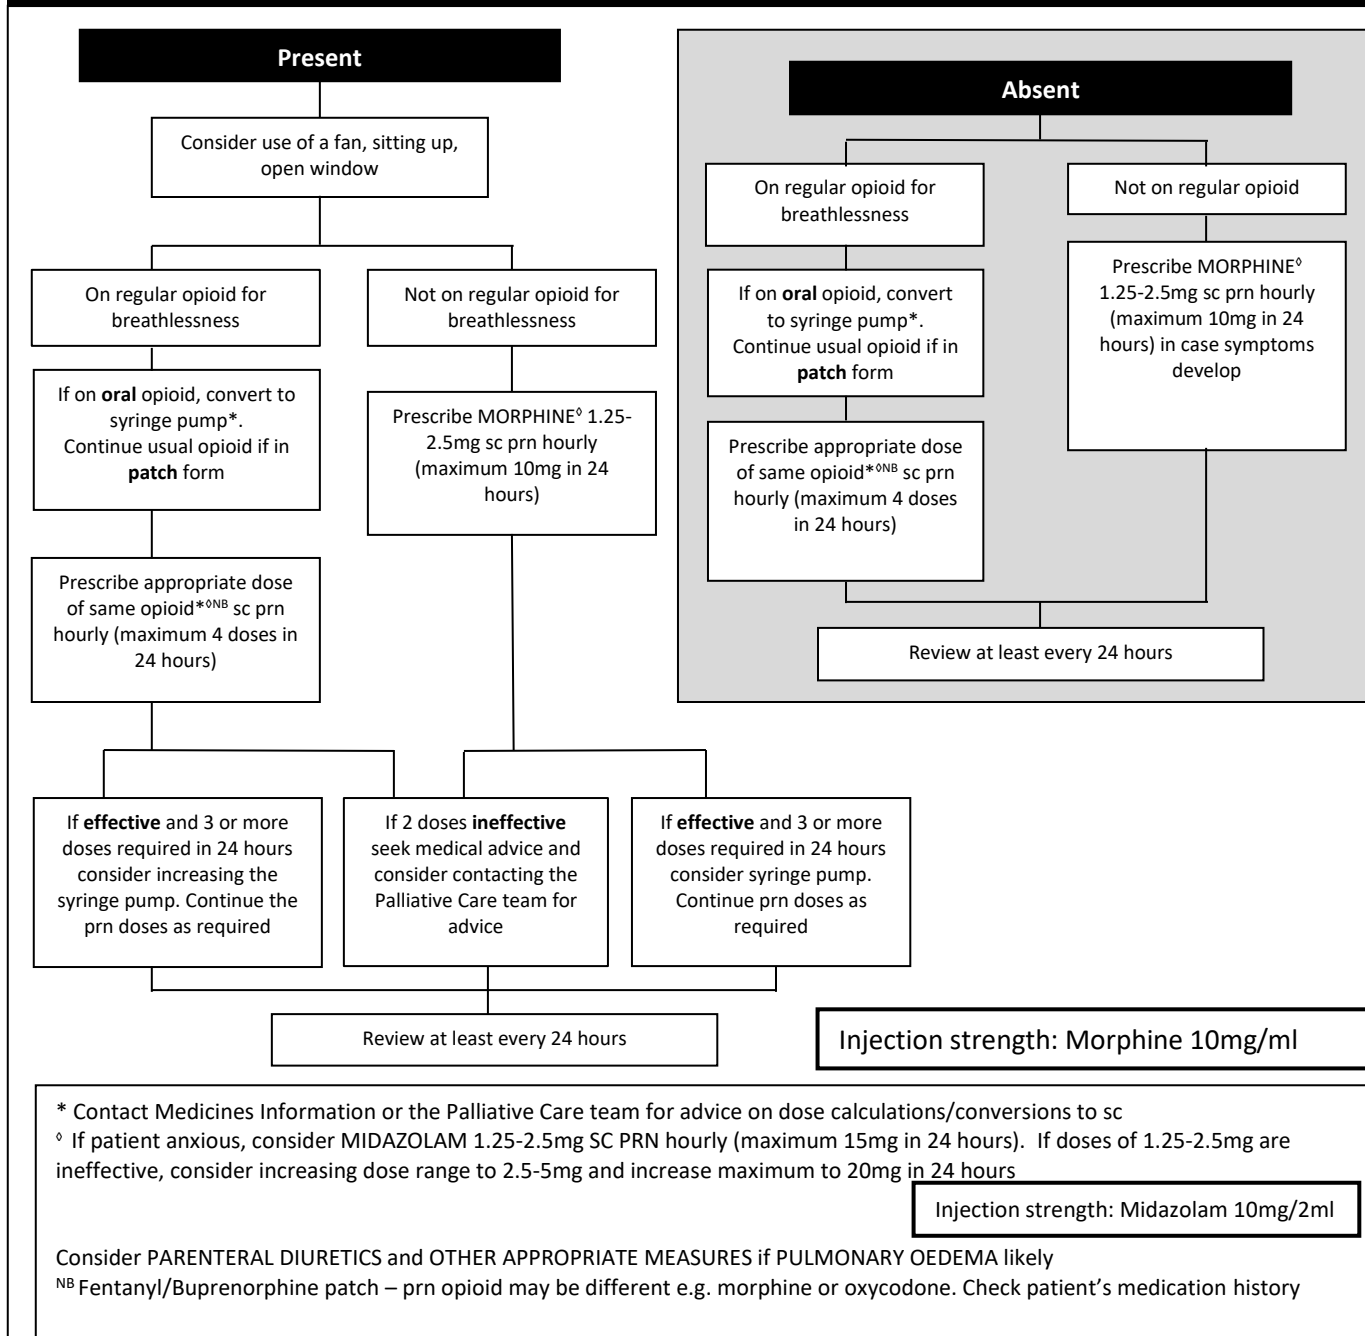 Present
Consider use of a fan, sitting up,
open window
On regular opioid for
breathlessness
Not on regular opioid for
breathlessness
If on oral opioid, convert to
syringe pump*.
Continue usual opioid if in
patch form
Prescribe MORPHINE◊ 1.25-
2.5mg sc prn hourly
(maximum 10mg in 24
hours)
Prescribe appropriate dose
of same opioid*◊NB sc prn
hourly (maximum 4 doses in
24 hours)
If effective and 3 or more
doses required in 24 hours
consider increasing the
syringe pump. Continue the
prn doses as required
If 2 doses ineffective
seek medical advice and
consider contacting the
Palliative Care team for
advice
If effective and 3 or more
doses required in 24 hours
consider syringe pump.
Continue prn doses as
required
Review at least every 24 hours
Absent
On regular opioid for
breathlessness
Not on regular opioid
If on oral opioid, convert
to syringe pump*.
Continue usual opioid if in
patch form
Prescribe MORPHINE◊
1.25-2.5mg sc prn hourly
(maximum 10mg in 24
hours) in case symptoms
develop
Prescribe appropriate dose
of same opioid*◊NB sc prn
hourly (maximum 4 doses
in 24 hours)
Review at least every 24 hours
Injection strength: Morphine 10mg/ml
* Contact Medicines Information or the Palliative Care team for advice on dose calculations/conversions to sc
◊ If patient anxious, consider MIDAZOLAM 1.25-2.5mg SC PRN hourly (maximum 15mg in 24 hours). If doses of 1.25-2.5mg are
ineffective, consider increasing dose range to 2.5-5mg and increase maximum to 20mg in 24 hours
Injection strength: Midazolam 10mg/2ml
Consider PARENTERAL DIURETICS and OTHER APPROPRIATE MEASURES if PULMONARY OEDEMA likely
NB Fentanyl/Buprenorphine patch – prn opioid may be different e.g. morphine or oxycodone. Check patient's medication history